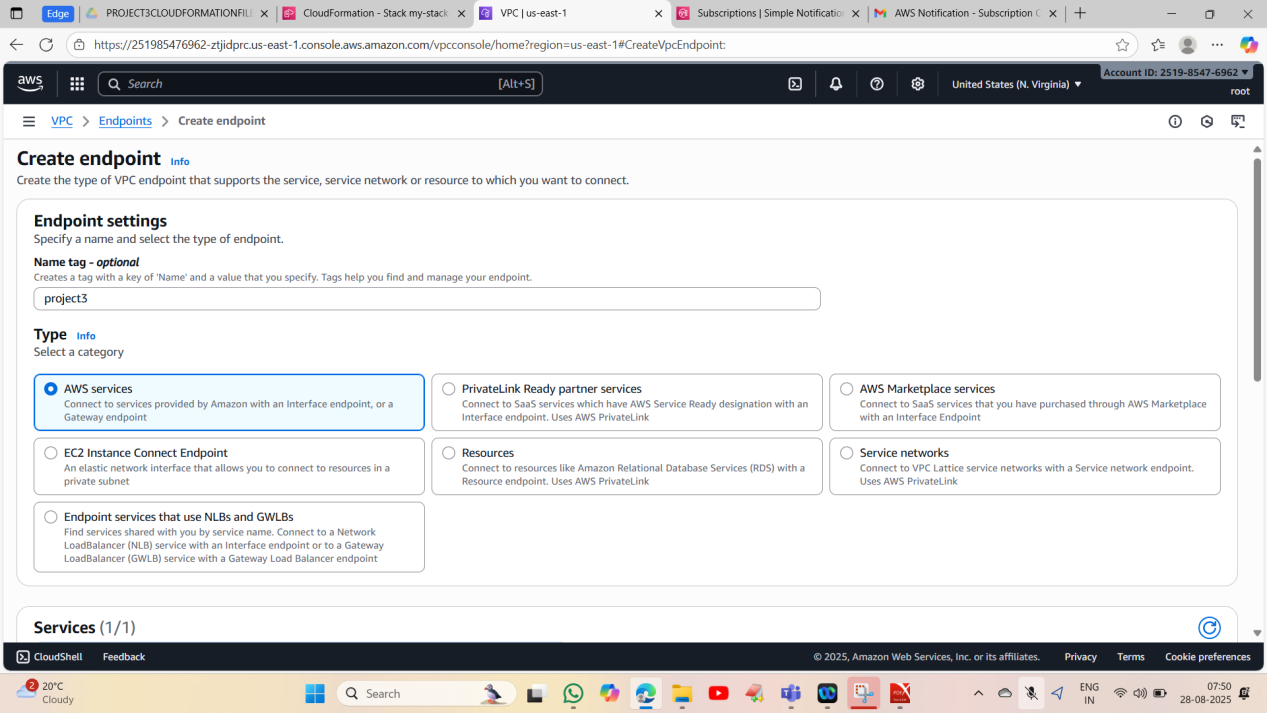 Edge
PROJECT3CLOUDFORMATIONFIL
CloudFormation - Stack my-stack
VPC | us-east-1
Subscriptions | Simple Notificatio
AWS Notification - Subscription C
https://251985476962-ztjidprc.us-east-1.console.aws.amazon.com/vpcconsole/home?region=us-east-1#CreateVpcEndpoint:
aws
Search
[Alt+S]
United States (N. Virginia)
Account ID: 2519-8547-6962
root
VPC
Endpoints
Create endpoint
Create endpoint Info
Create the type of VPC endpoint that supports the service, service network or resource to which you want to connect.
Endpoint settings
Specify a name and select the type of endpoint.
Name tag - optional
Creates a tag with a key of 'Name' and a value that you specify. Tags help you find and manage your endpoint.
project3
Type Info
Select a category
AWS services
Connect to services provided by Amazon with an Interface endpoint, or a
Gateway endpoint
PrivateLink Ready partner services
Connect to SaaS services which have AWS Service Ready designation with an
Interface endpoint. Uses AWS PrivateLink
AWS Marketplace services
Connect to SaaS services that you have purchased through AWS Marketplace
with an Interface Endpoint
EC2 Instance Connect Endpoint
An elastic network interface that allows you to connect to resources in a
private subnet
Resources
Connect to resources like Amazon Relational Database Services (RDS) with a
Resource endpoint. Uses AWS PrivateLink
Service networks
Connect to VPC Lattice service networks with a Service network endpoint.
Uses AWS PrivateLink
Endpoint services that use NLBs and GWLBs
Find services shared with you by service name. Connect to a Network
LoadBalancer (NLB) service with an Interface endpoint or to a Gateway
LoadBalancer (GWLB) service with a Gateway Load Balancer endpoint
Services (1/1)
CloudShell
Feedback
© 2025, Amazon Web Services, Inc. or its affiliates.
Privacy
Terms
Cookie preferences
2
20°C
Cloudy
Search
ENG
IN
07:50
28-08-2025